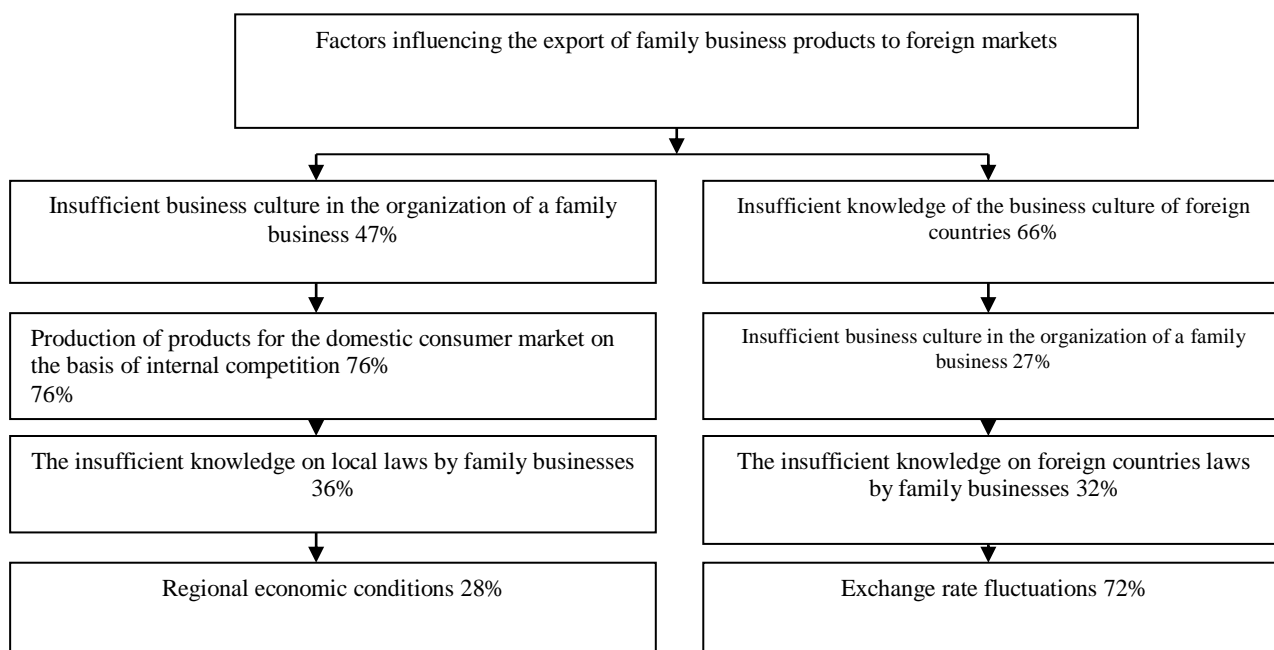 Factors influencing the export of family business products to foreign markets
Insufficient business culture in the organization of a family
business 47%
Insufficient knowledge of the business culture of foreign
countries 66%
Production of products for the domestic consumer market on
the basis of internal competition 76%
76%
Insufficient business culture in the organization of a family
business 27%
The insufficient knowledge on local laws by family businesses
36%
The insufficient knowledge on foreign countries laws
by family businesses 32%
Regional economic conditions 28%
Exchange rate fluctuations 72%